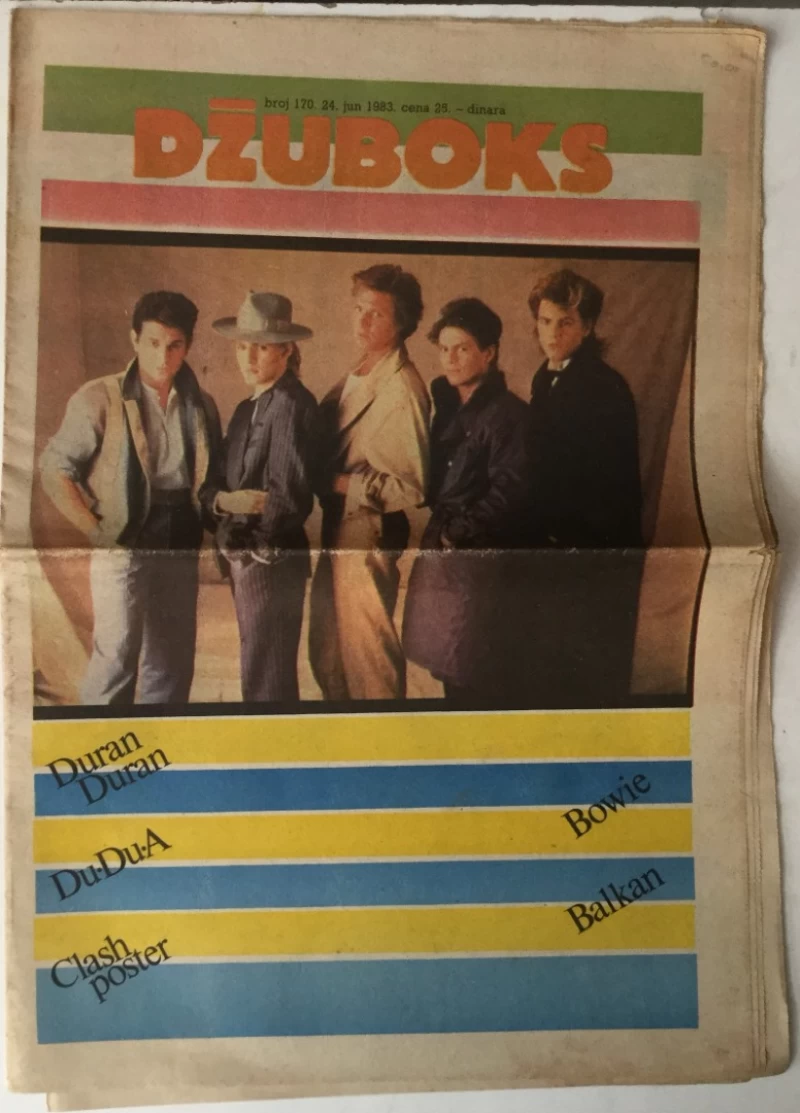 broj 170. 24. jun 1983. cena 25. – dinara
DŽUBOKS
Duran
Duran
Bowie
Du·Du·A
Balkan
Clash
poster